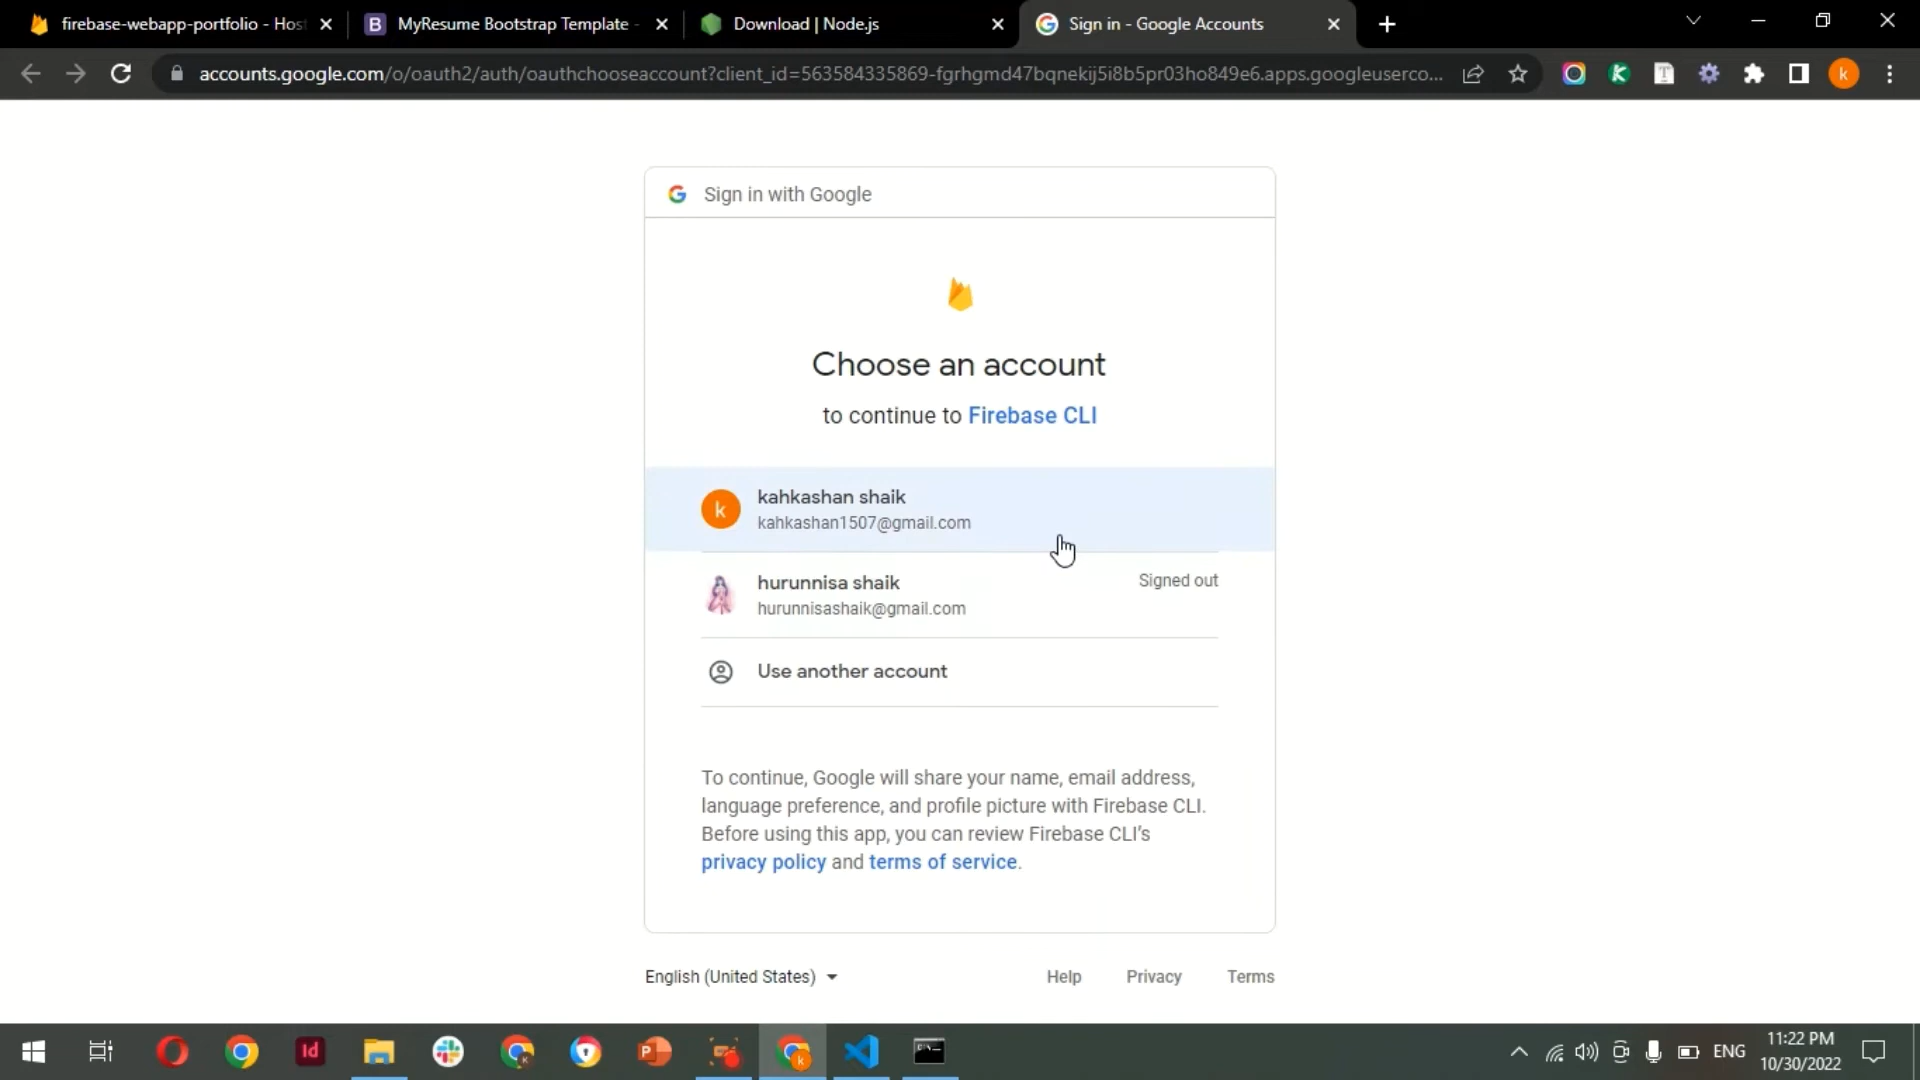 firebase-webapp-portfolio - Hos
MyResume Bootstrap Template -
Download | Node.js
Sign in - Google Accounts
accounts.google.com/o/oauth2/auth/oauthchooseaccount?client_id=563584335869-fgrhgmd47bqnekij5i8b5pr03ho849e6.apps.googleuserco...
k
Sign in with Google
Choose an account
to continue to Firebase CLI
k
kahkashan shaik
kahkashan1507@gmail.com
hurunnisa shaik
Signed out
hurunnisashaik@gmail.com
Use another account
To continue, Google will share your name, email address,
language preference, and profile picture with Firebase CLI.
Before using this app, you can review Firebase CLI's
privacy policy and terms of service.
English (United States)
Help
Privacy
Terms
ENG
11:22 PM
10/30/2022